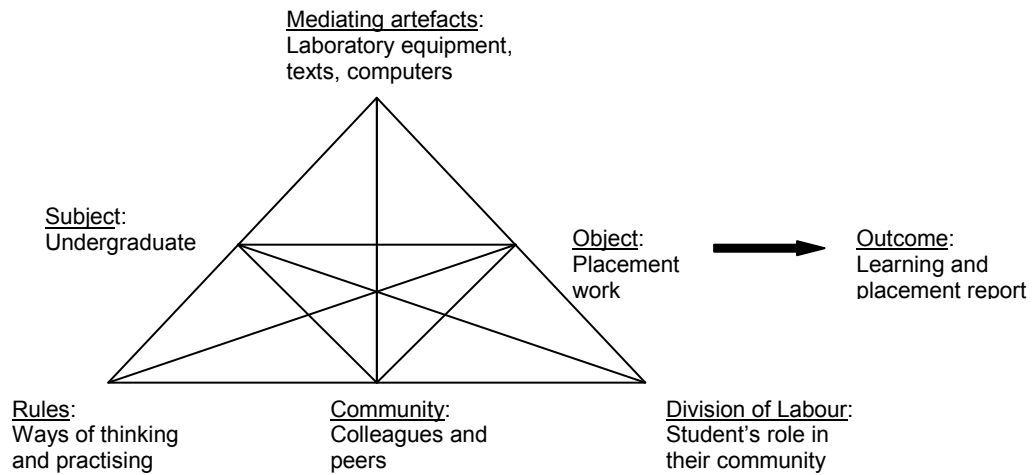 Mediating artefacts:
Laboratory equipment,
texts, computers
Subject:
Undergraduate
Object:
Placement
work
Outcome:
Learning and
placement report
Rules:
Ways of thinking
and practising
Community:
Colleagues and
peers
Division of Labour:
Student’s role in
their community